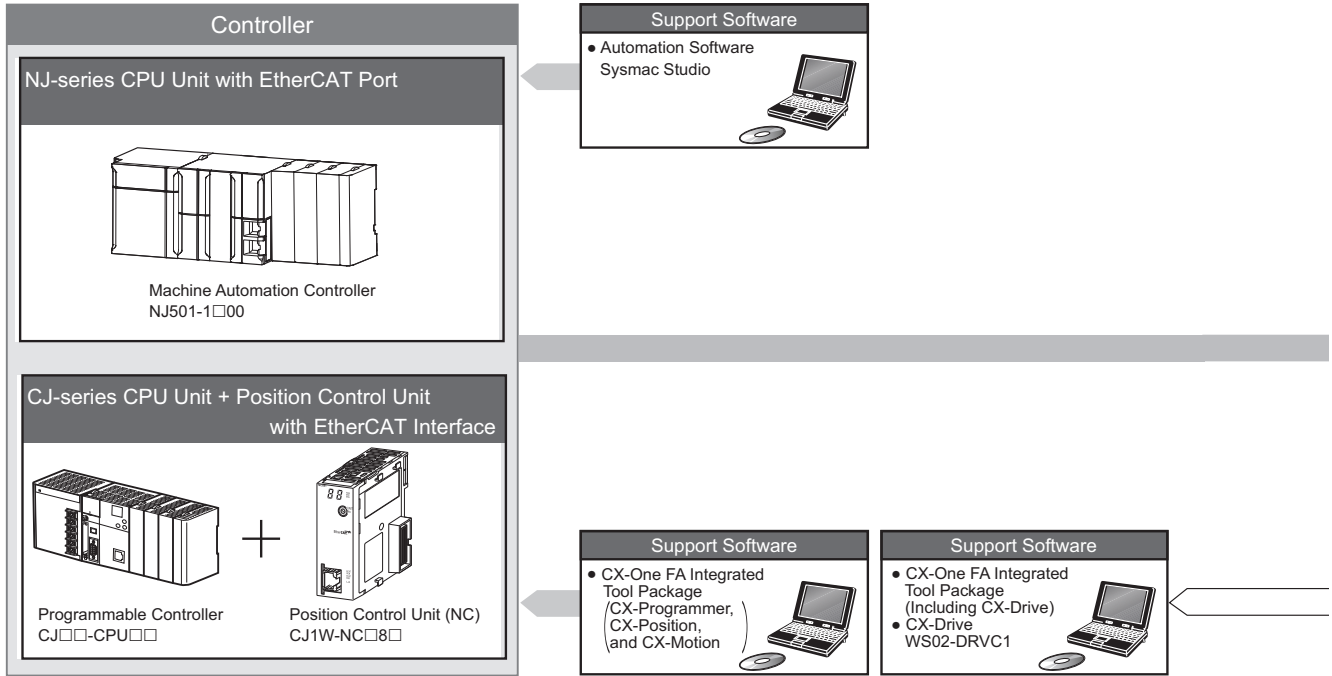 Controller
NJ-series CPU Unit with EtherCAT Port
Machine Automation Controller
NJ501-1□00
CJ-series CPU Unit + Position Control Unit
with EtherCAT Interface
Programmable Controller
CJ□□-CPU□□
Position Control Unit (NC)
CJ1W-NC□8□
Support Software
● Automation Software
Sysmac Studio
Support Software
● CX-One FA Integrated
Tool Package
(CX-Programmer,
CX-Position,
and CX-Motion)
Support Software
● CX-One FA Integrated
Tool Package
(Including CX-Drive)
● CX-Drive
WS02-DRVC1